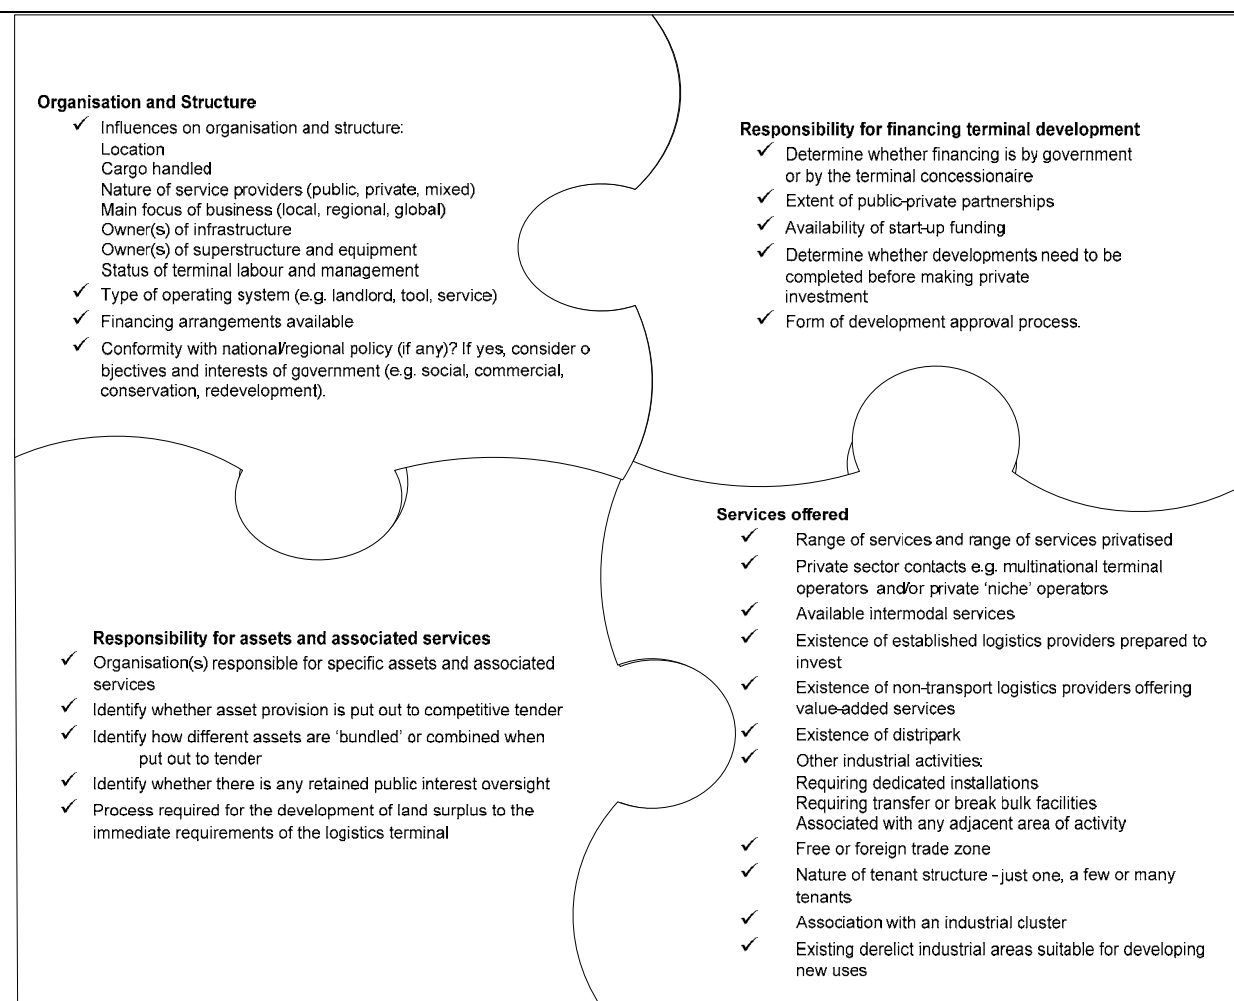 Organisation and Structure
✓ Influences on organisation and structure:
Location
Cargo handled
Nature of service providers (public, private, mixed)
Main focus of business (local, regional, global)
Owner(s) of infrastructure
Owner(s) of superstructure and equipment
Status of terminal labour and management
✓ Type of operating system (e.g. landlord, tool, service)
✓ Financing arrangements available
✓ Conformity with national/regional policy (if any)? If yes, consider o
bjectives and interests of government (e.g. social, commercial,
conservation, redevelopment).
Responsibility for financing terminal development
✓ Determine whether financing is by government
or by the terminal concessionaire
✓ Extent of public-private partnerships
✓ Availability of start-up funding
✓ Determine whether developments need to be
completed before making private
investment
✓ Form of development approval process.
Responsibility for assets and associated services
✓ Organisation(s) responsible for specific assets and associated
services
✓ Identify whether asset provision is put out to competitive tender
✓ Identify how different assets are ‘bundled’ or combined when
put out to tender
✓ Identify whether there is any retained public interest oversight
✓ Process required for the development of land surplus to the
immediate requirements of the logistics terminal
Services offered
✓ Range of services and range of services privatised
✓ Private sector contacts e.g. multinational terminal
operators and/or private ‘niche’ operators
✓ Available intermodal services
✓ Existence of established logistics providers prepared to
invest
✓ Existence of non-transport logistics providers offering
value-added services
✓ Existence of distripark
✓ Other industrial activities:
Requiring dedicated installations
Requiring transfer or break bulk facilities
Associated with any adjacent area of activity
✓ Free or foreign trade zone
✓ Nature of tenant structure – just one, a few or many
tenants
✓ Association with an industrial cluster
✓ Existing derelict industrial areas suitable for developing
new uses